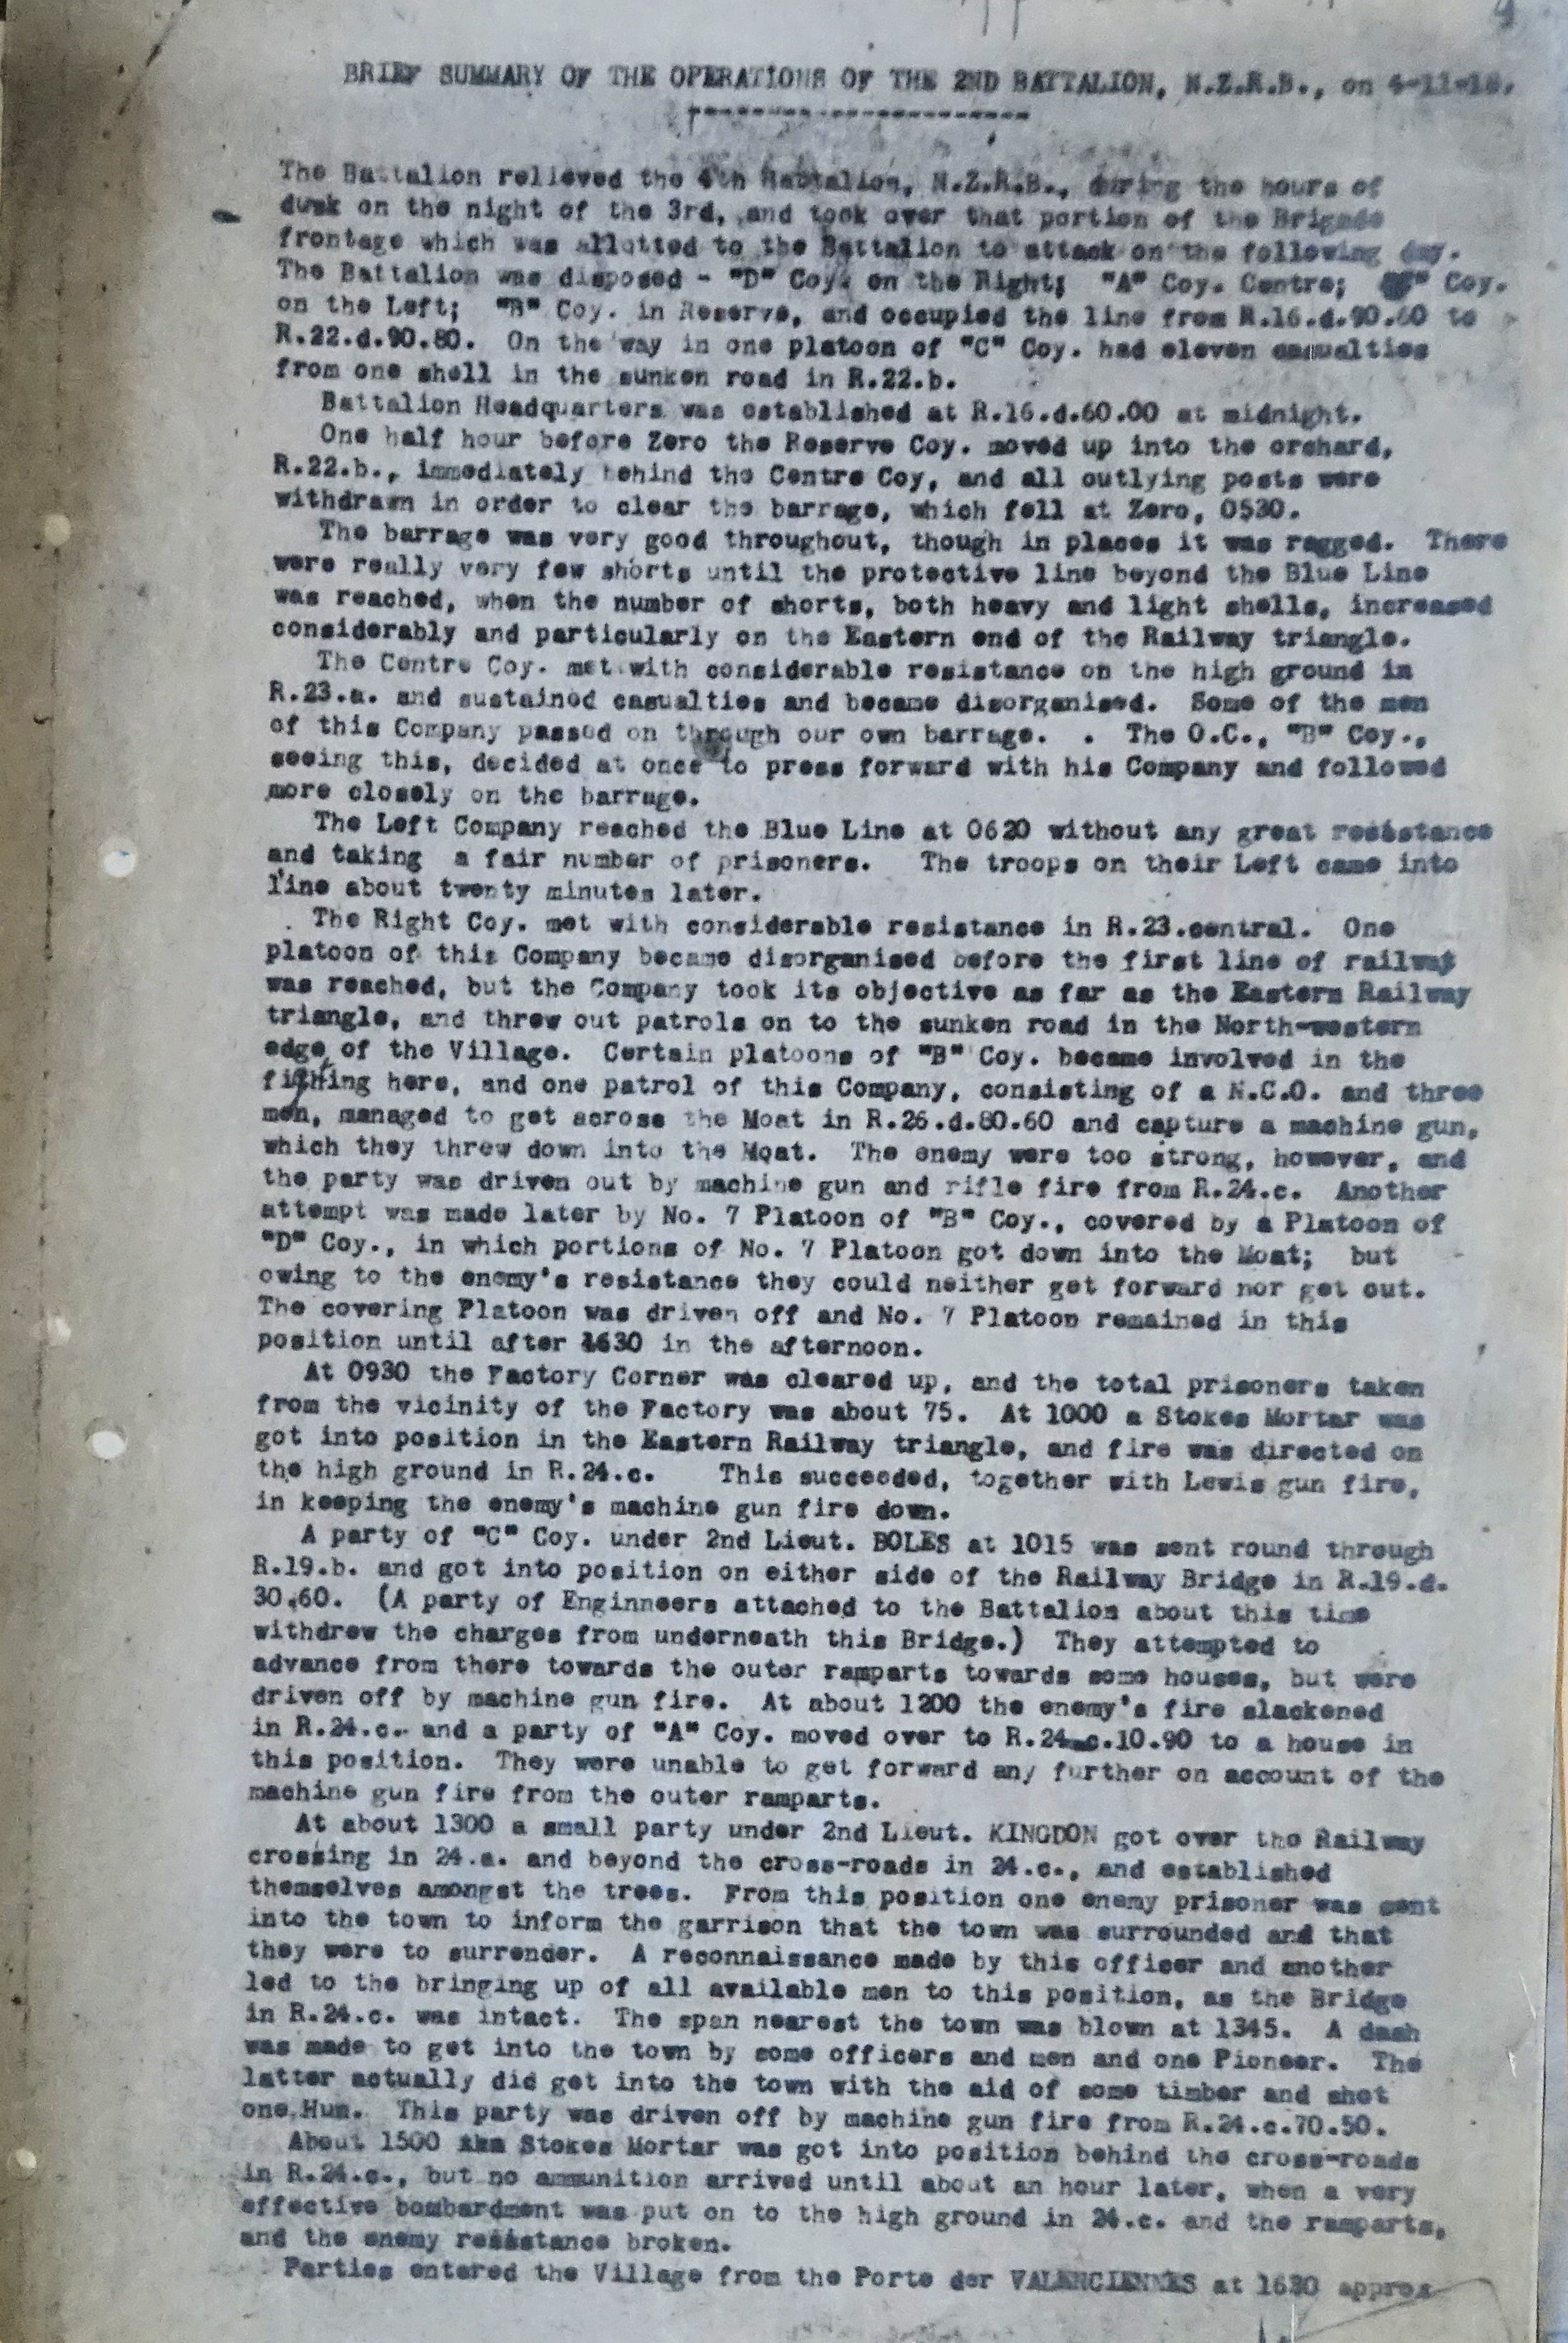 4
BRIEF SUMMARY OF THE OPERATIONS OF THE 2ND BATTALION, N.Z.R.B., on 4-11-18.
The Battalion relieved the 4th Battalion, N.Z.R.B., during the hours of
dusk on the night of the 3rd, and took over that portion of the Brigade
frontage which was allotted to the Battalion to attack on the following day.
The Battalion was disposed - "D" Coy. on the Right; "A" Coy. Centre; "C" Coy.
on the Left; "B" Coy. in Reserve, and occupied the line from R.16.d.90.60 to
R.22.d.90.80. On the way in one platoon of "C" Coy. had eleven casualties
from one shell in the sunken road in R.22.b.
Battalion Headquarters was established at R.16.d.60.00 at midnight.
One half hour before Zero the Reserve Coy. moved up into the orchard,
R.22.b., immediately behind the Centre Coy, and all outlying posts were
withdrawn in order to clear the barrage, which fell at Zero, 0530.
The barrage was very good throughout, though in places it was ragged. There
were really very few shorts until the protective line beyond the Blue Line
was reached, when the number of shorts, both heavy and light shells, increased
considerably and particularly on the Eastern end of the Railway triangle.
The Centre Coy. met with considerable resistance on the high ground in
R.23.a. and sustained casualties and became disorganised. Some of the men
of this Company passed on through our own barrage. . The O.C., "B" Coy.,
seeing this, decided at once to press forward with his Company and followed
more closely on the barrage.
The Left Company reached the Blue Line at 0620 without any great resistance
and taking a fair number of prisoners. The troops on their Left came into
line about twenty minutes later.
The Right Coy. met with considerable resistance in R.23.central. One
platoon of this Company became disorganised before the first line of railway
was reached, but the Company took its objective as far as the Eastern Railway
triangle, and threw out patrols on to the sunken road in the North-western
edge of the Village. Certain platoons of "B" Coy. became involved in the
fighting here, and one patrol of this Company, consisting of a N.C.O. and three
men, managed to get across the Moat in R.26.d.80.60 and capture a machine gun,
which they threw down into the Moat. The enemy were too strong, however, and
the party was driven out by machine gun and rifle fire from R.24.c. Another
attempt was made later by No. 7 Platoon of "B" Coy., covered by a Platoon of
"D" Coy., in which portions of No. 7 Platoon got down into the Moat; but
owing to the enemy's resistance they could neither get forward nor get out.
The covering Platoon was driven off and No. 7 Platoon remained in this
position until after 1630 in the afternoon.
At 0930 the Factory Corner was cleared up, and the total prisoners taken
from the vicinity of the Factory was about 75. At 1000 a Stokes Mortar was
got into position in the Eastern Railway triangle, and fire was directed on
the high ground in R.24.c. This succeeded, together with Lewis gun fire,
in keeping the enemy's machine gun fire down.
A party of "C" Coy. under 2nd Lieut. BOLES at 1015 was sent round through
R.19.b. and got into position on either side of the Railway Bridge in R.19.d.
30.60. (A party of Enginneers attached to the Battalion about this time
withdrew the charges from underneath this Bridge.) They attempted to
advance from there towards the outer ramparts towards some houses, but were
driven off by machine gun fire. At about 1200 the enemy's fire slackened
in R.24.c. and a party of "A" Coy. moved over to R.24.c.10.90 to a house in
this position. They were unable to get forward any further on account of the
machine gun fire from the outer ramparts.
At about 1300 a small party under 2nd Lieut. KINGDON got over the Railway
crossing in 24.a. and beyond the cross-roads in 24.c., and established
themselves amongst the trees. From this position one enemy prisoner was sent
into the town to inform the garrison that the town was surrounded and that
they were to surrender. A reconnaissance made by this officer and another
led to the bringing up of all available men to this position, as the Bridge
in R.24.c. was intact. The span nearest the town was blown at 1345. A dash
was made to get into the town by some officers and men and one Pioneer. The
latter actually did get into the town with the aid of some timber and shot
one Hun. This party was driven off by machine gun fire from R.24.c.70.50.
About 1500 Stokes Mortar was got into position behind the cross-roads
in R.24.c., but no ammunition arrived until about an hour later, when a very
effective bombardment was put on to the high ground in 24.c. and the ramparts,
and the enemy resistance broken.
Parties entered the Village from the Porte der VALENCIENNES at 1630 approx